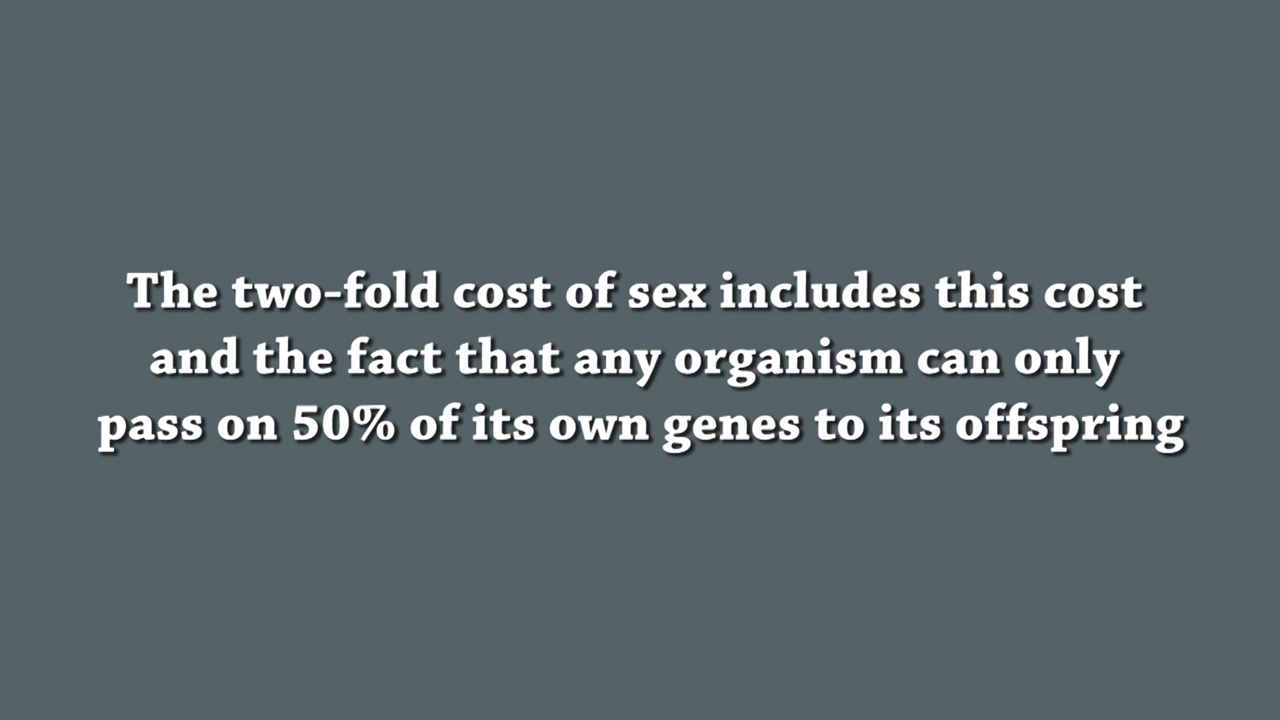 The two-fold cost of sex includes this cost
and the fact that any organism can only
pass on 50% of its own genes to its offspring